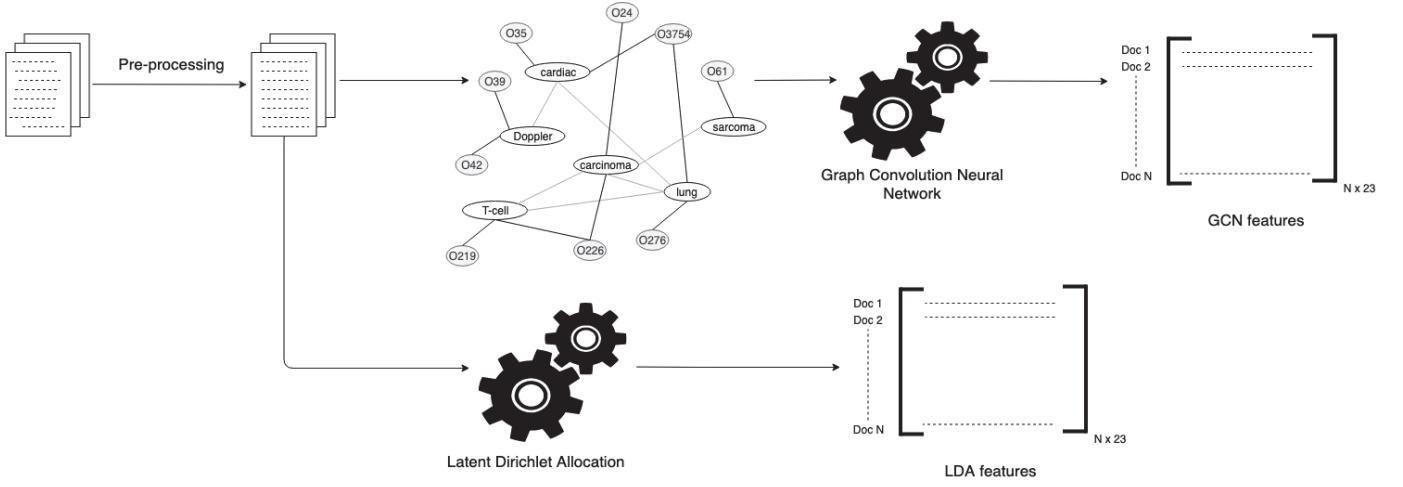 Pre-processing
O35
O24
O3754
cardiac
O39
O61
Doppler
sarcoma
O42
carcinoma
lung
T-cell
O219
O226
O276
Graph Convolution Neural
Network
Doc 1
Doc 2
Doc N
N x 23
GCN features
Latent Dirichlet Allocation
Doc 1
Doc 2
Doc N
N x 23
LDA features